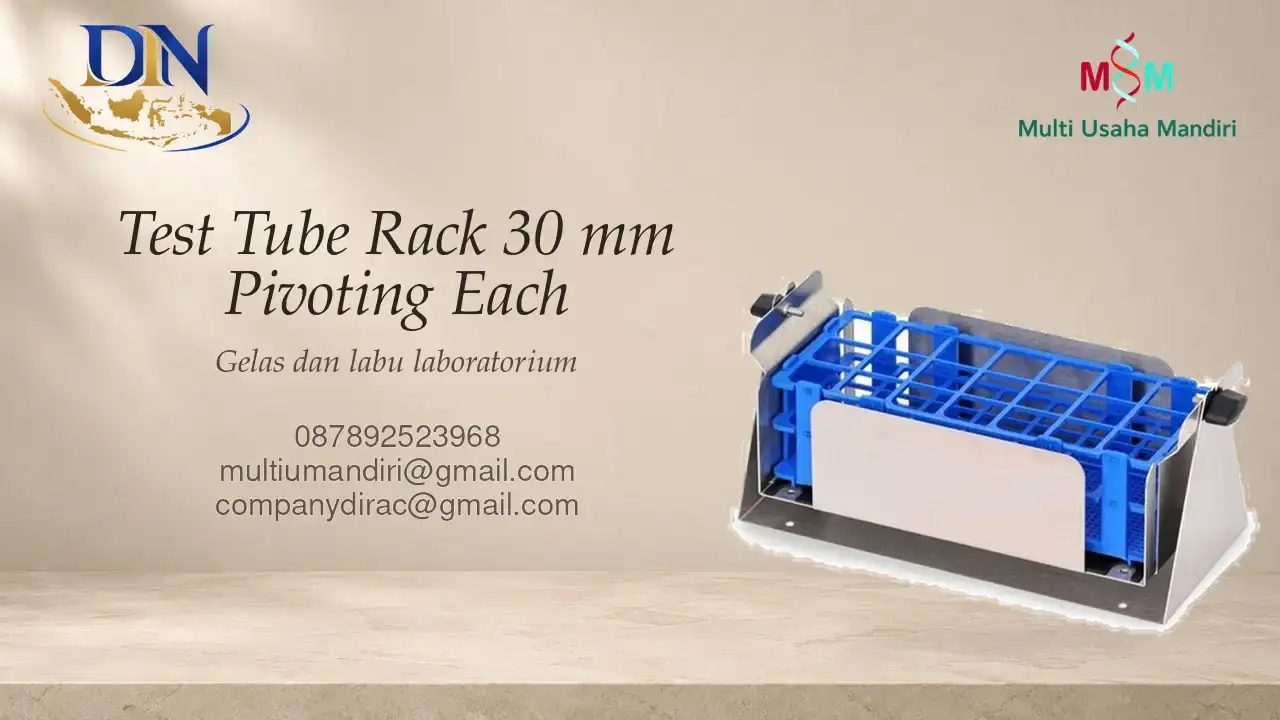 DN
M M
Multi Usaha Mandiri
Test Tube Rack 30 mm
Pivoting Each
Gelas dan labu laboratorium
087892523968
multiumandiri@gmail.com
companydirac@gmail.com